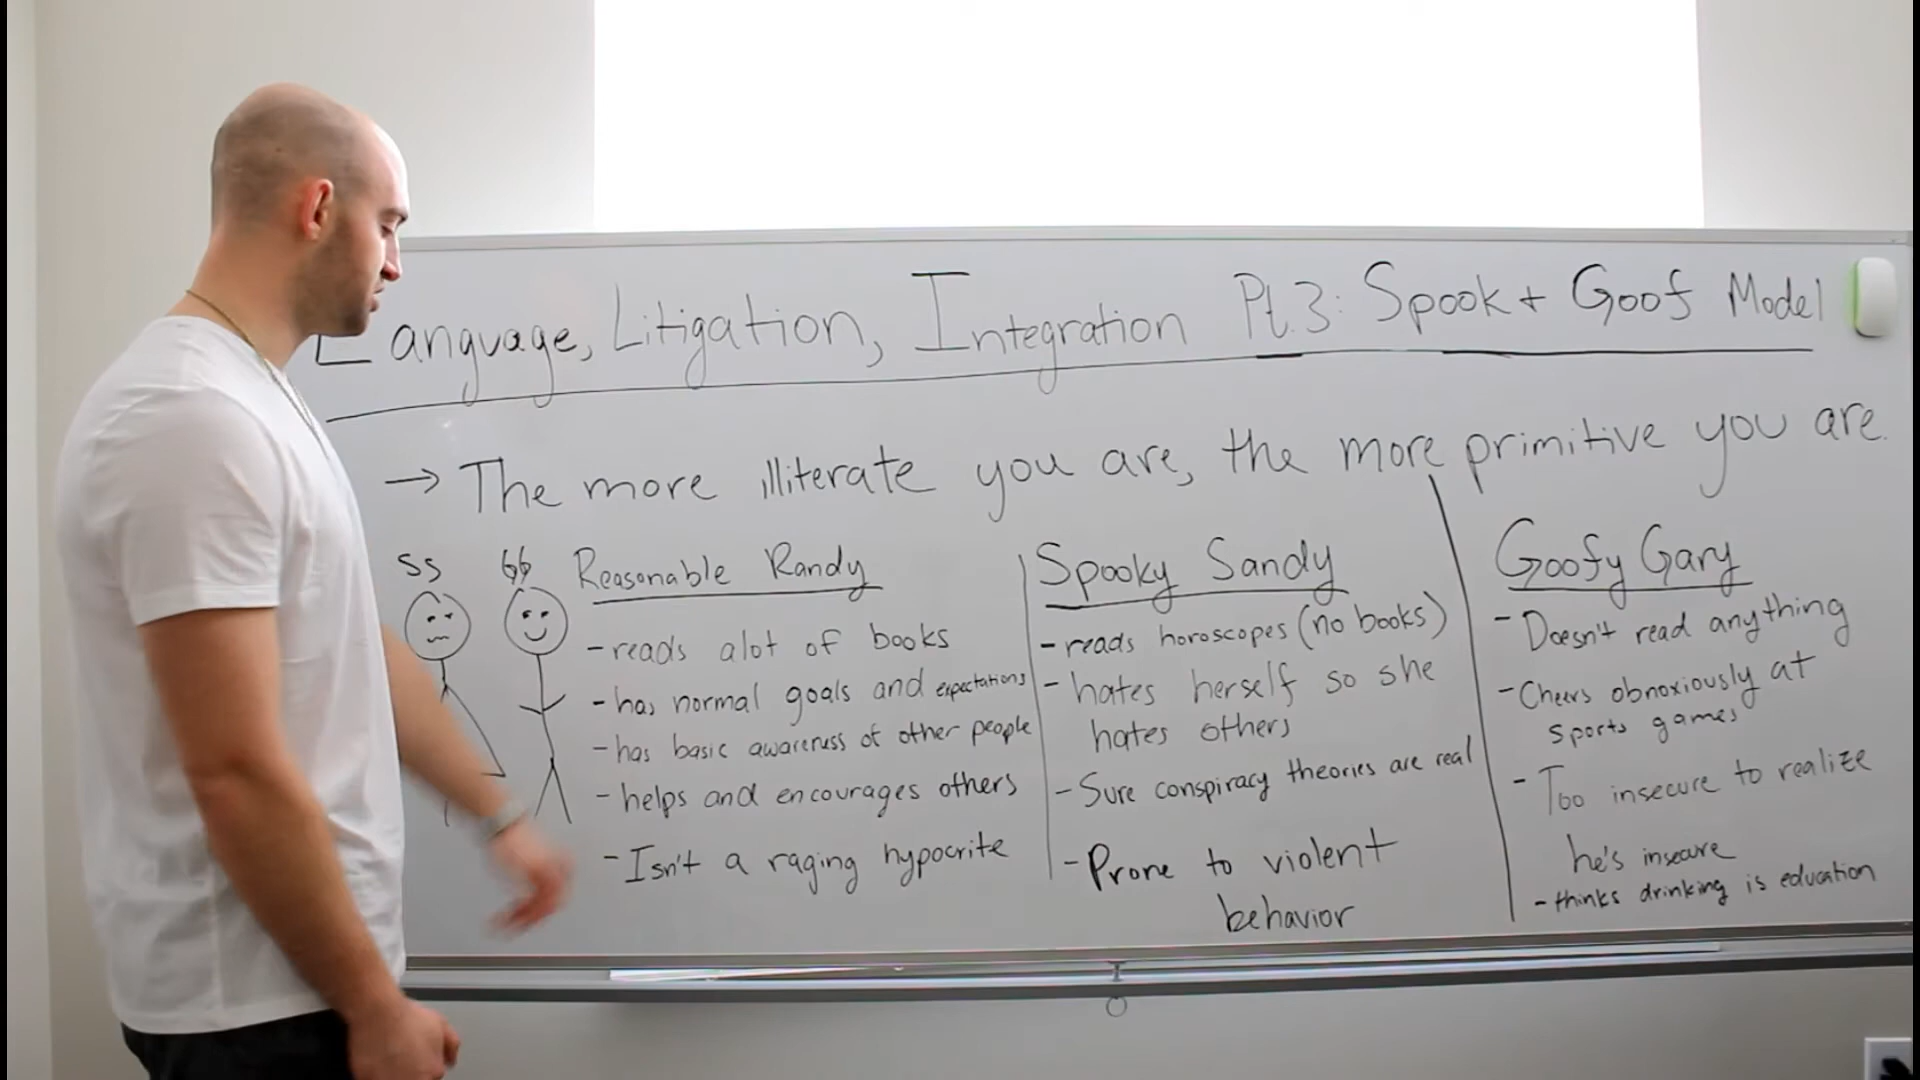 Language, Litigation, Integration Pt.3: Spook + Goof Model
→ The more illiterate you are, the more primitive you are.
SS GG
Reasonable Randy
- reads alot of books
- has normal goals and expectations
- has basic awareness of other people
- helps and encourages others
- Isn't a raging hypocrite
Spooky Sandy
- reads horoscopes (no books)
- hates herself so she
hates others
- Sure conspiracy theories are real
- Prone to violent
behavior
Goofy Gary
- Doesn't read anything
- Cheers obnoxiously at
sports games
- Too insecure to realize
he's insecure
- thinks drinking is education